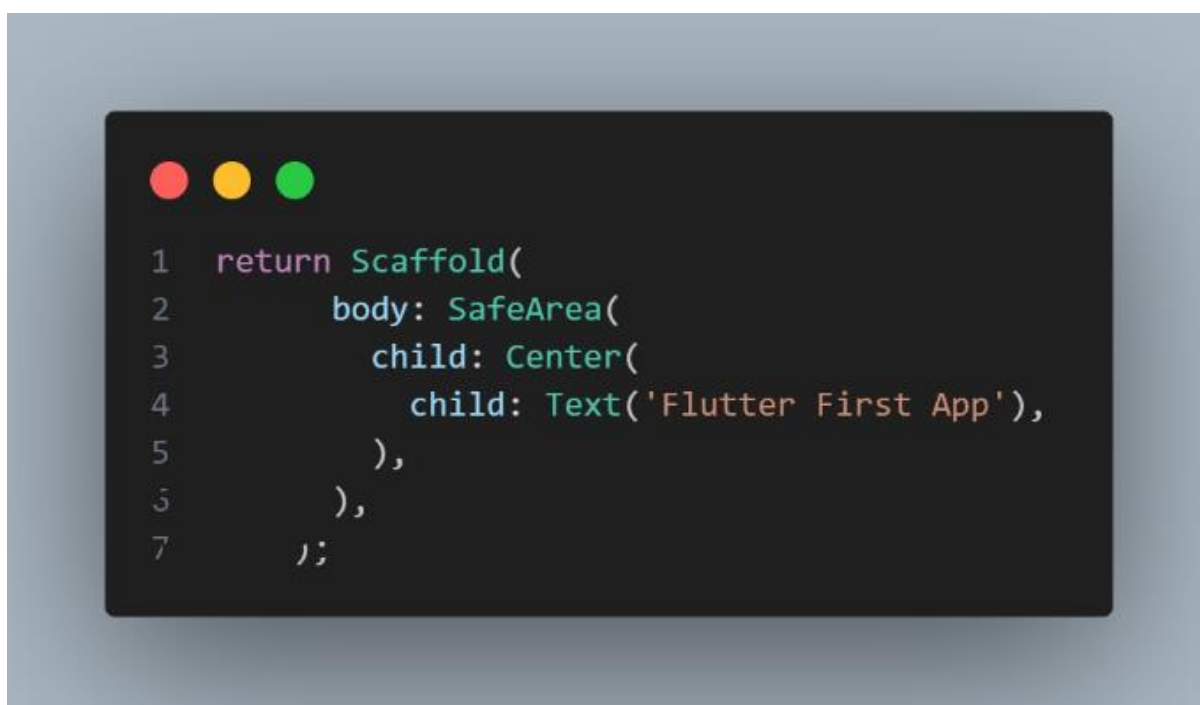 1 return Scaffold(
2 body: SafeArea(
3 child: Center(
4 child: Text('Flutter First App'),
5 ),
6 ),
7 );